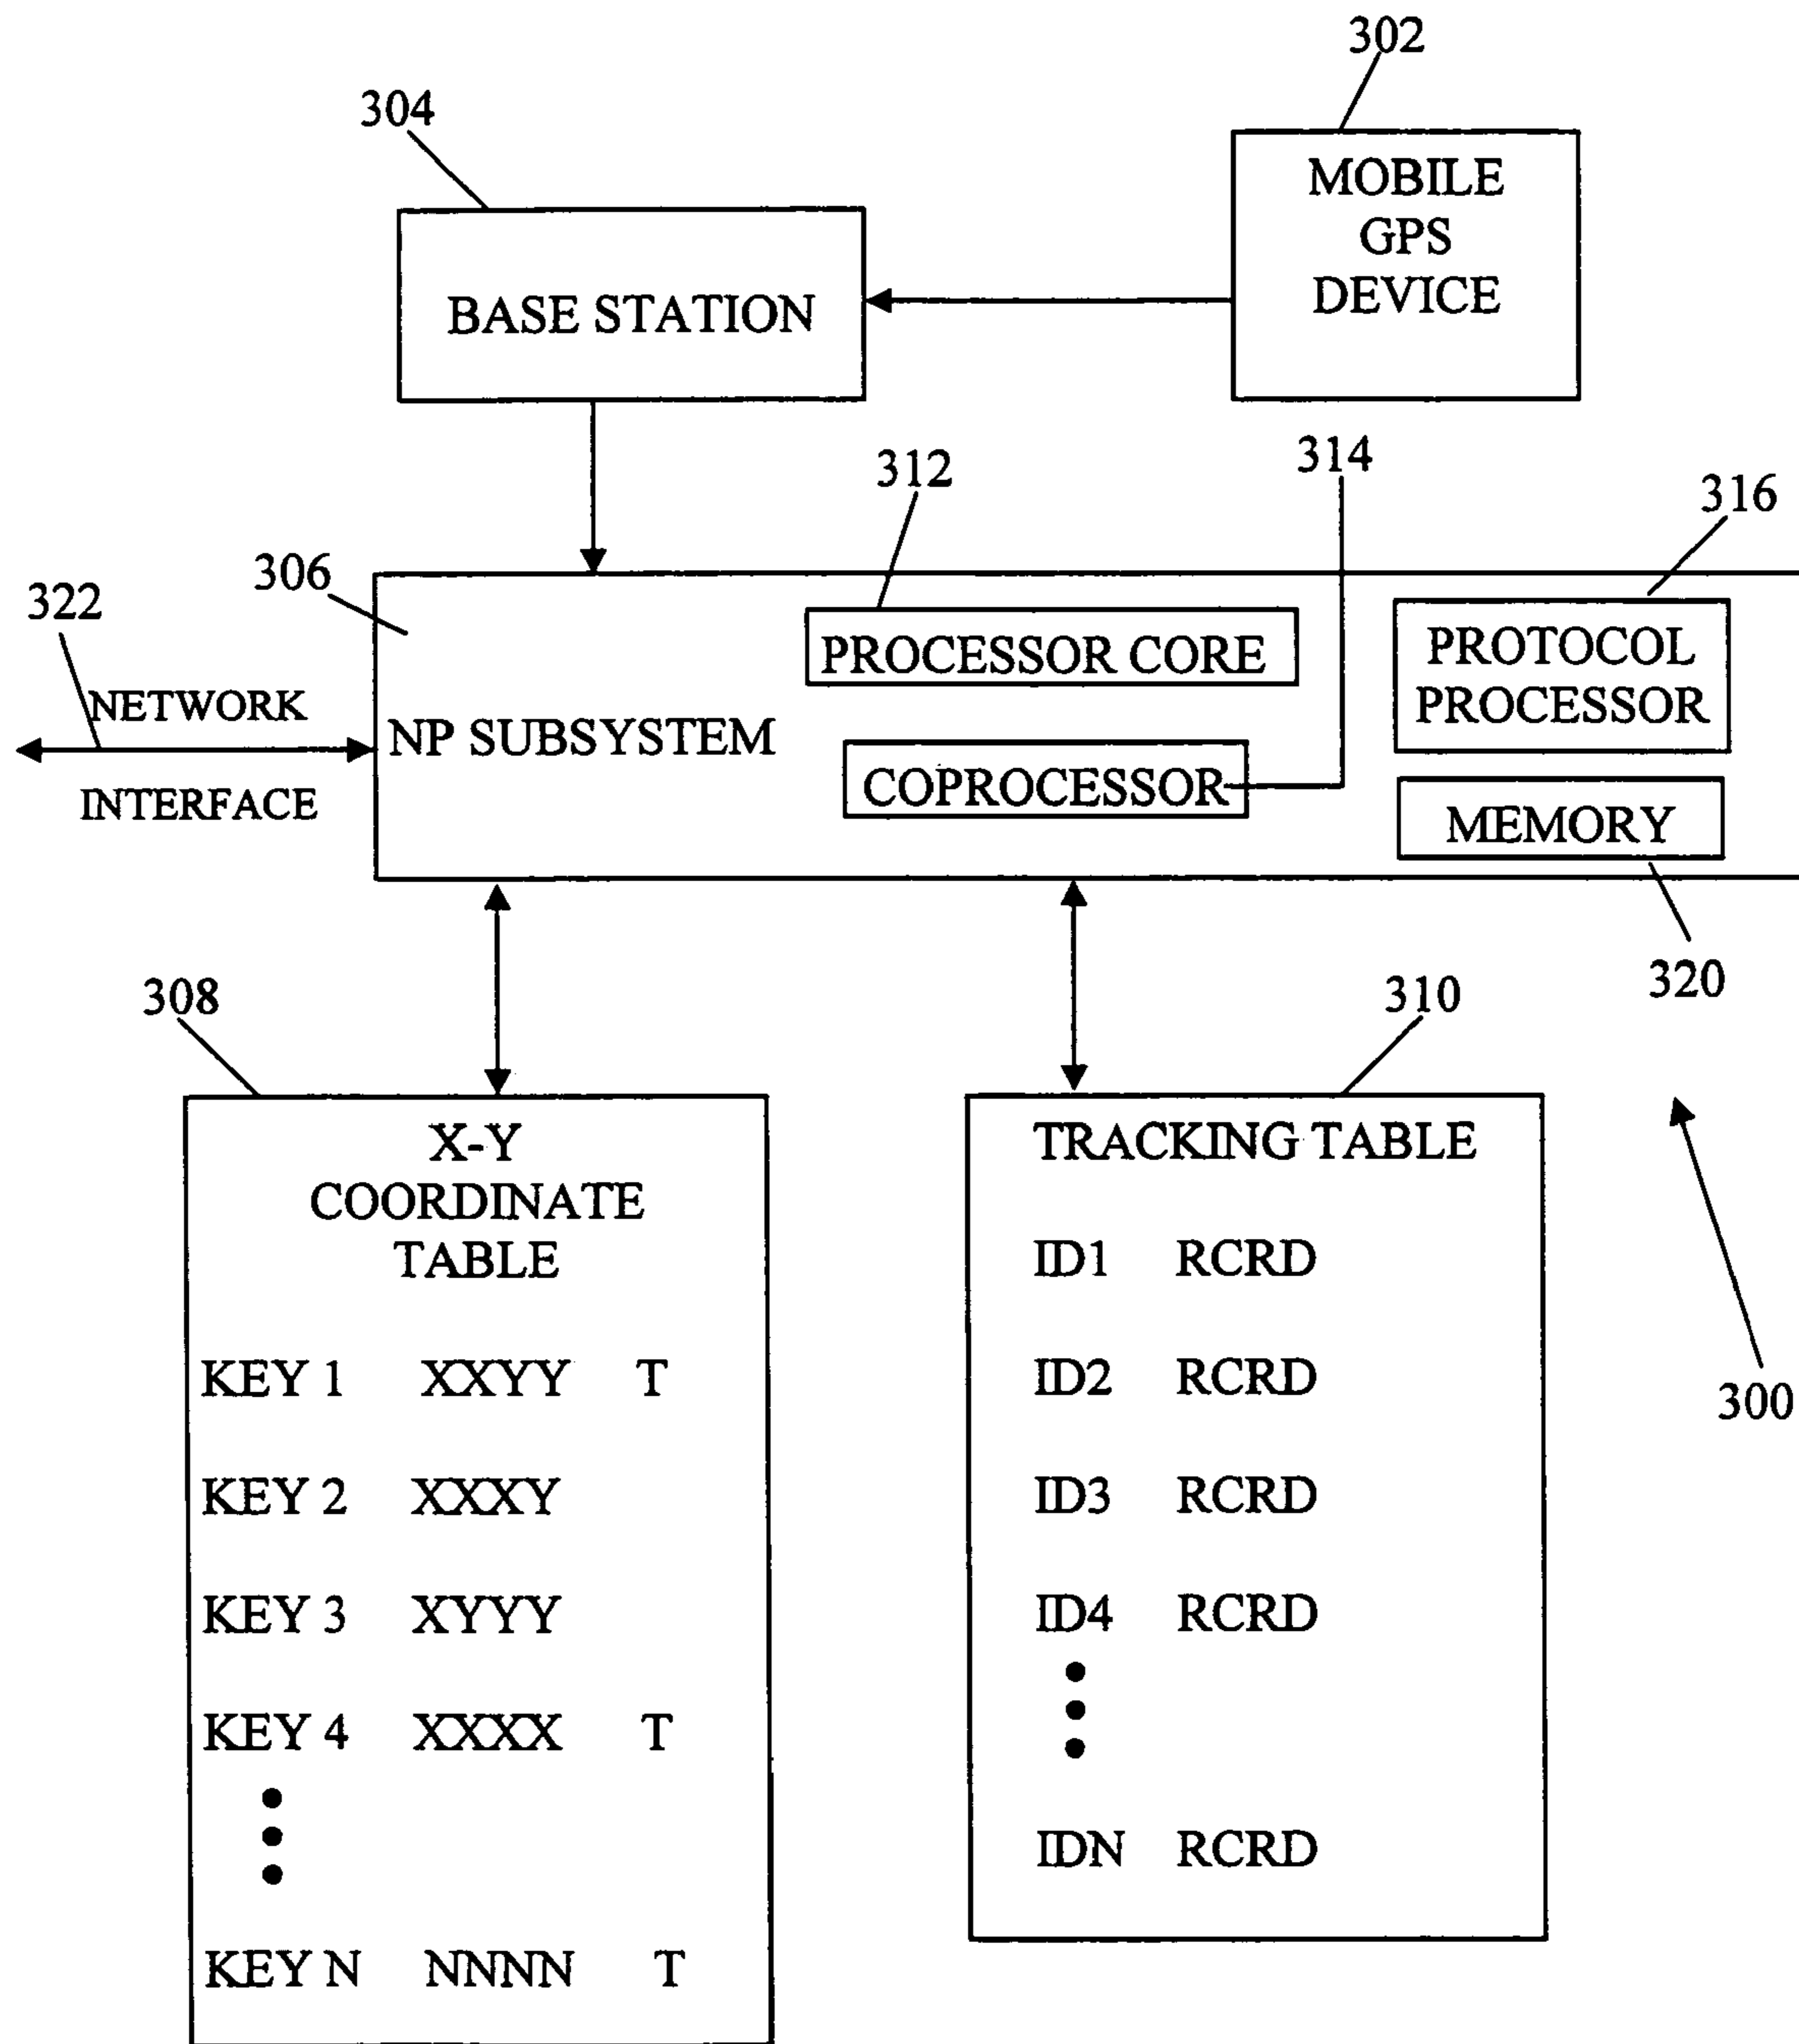 302
304
MOBILE
GPS
DEVICE
BASE STATION
312
314
316
306
322
PROCESSOR CORE
PROTOCOL
PROCESSOR
NETWORK
INTERFACE
NP SUBSYSTEM
COPROCESSOR
MEMORY
308
310
320
X-Y
COORDINATE
TABLE
KEY 1 XXYY T
KEY 2 XXXY
KEY 3 XYYY
KEY 4 XXXX T
KEY N NNNN T
TRACKING TABLE
ID1 RCRD
ID2 RCRD
ID3 RCRD
ID4 RCRD
IDN RCRD
300